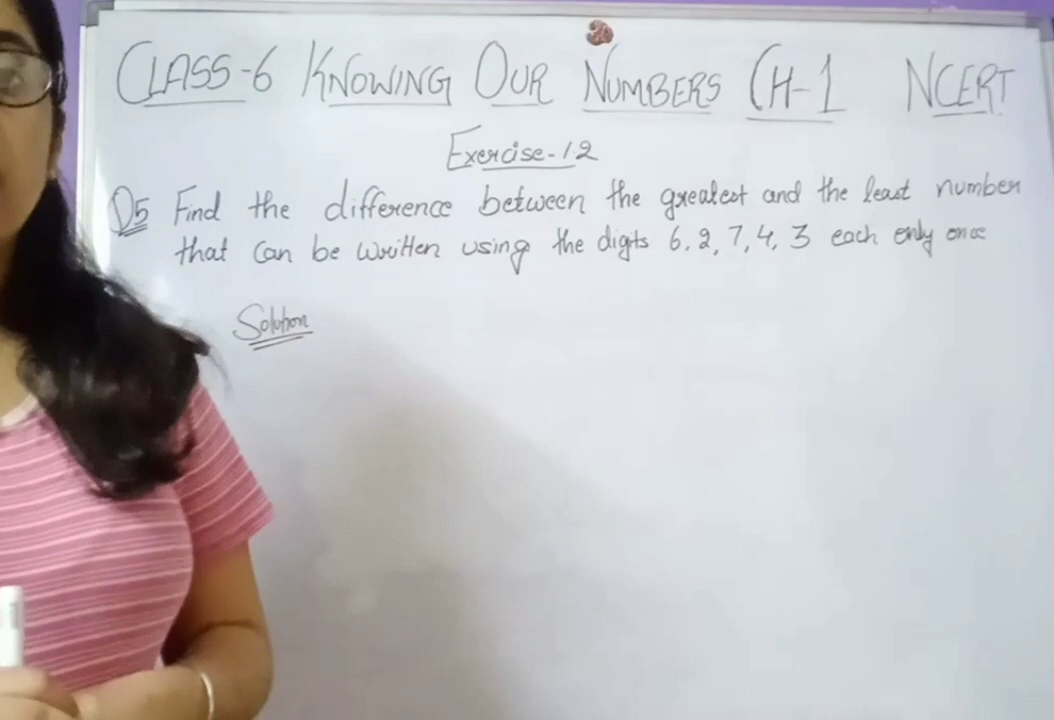 CLASS-6 KNOWING OUR NUMBERS CH-1 NCERT
Exercise-1.2
Q5 Find the difference between the greatest and the least number
that can be written using the digits 6, 2, 7, 4, 3 each only once
Solution